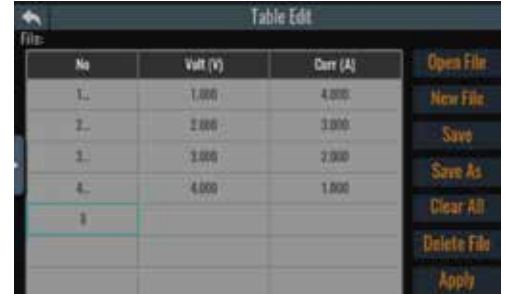 Table Edit
File:
No Volt (V) Curr (A)
1.. 1.000 4.000
2.. 2.000 3.000
3.. 3.000 2.000
4.. 4.000 1.000
Open File
New File
Save
Save As
Clear All
Delete File
Apply